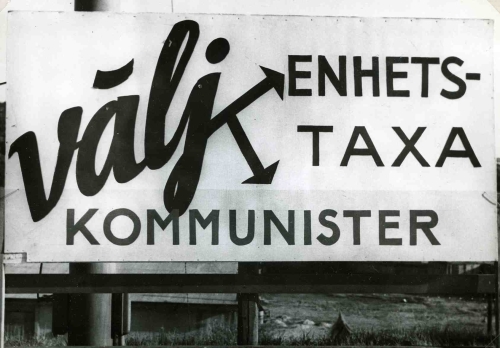 välj
ENHETS-
TAXA
KOMMUNISTER